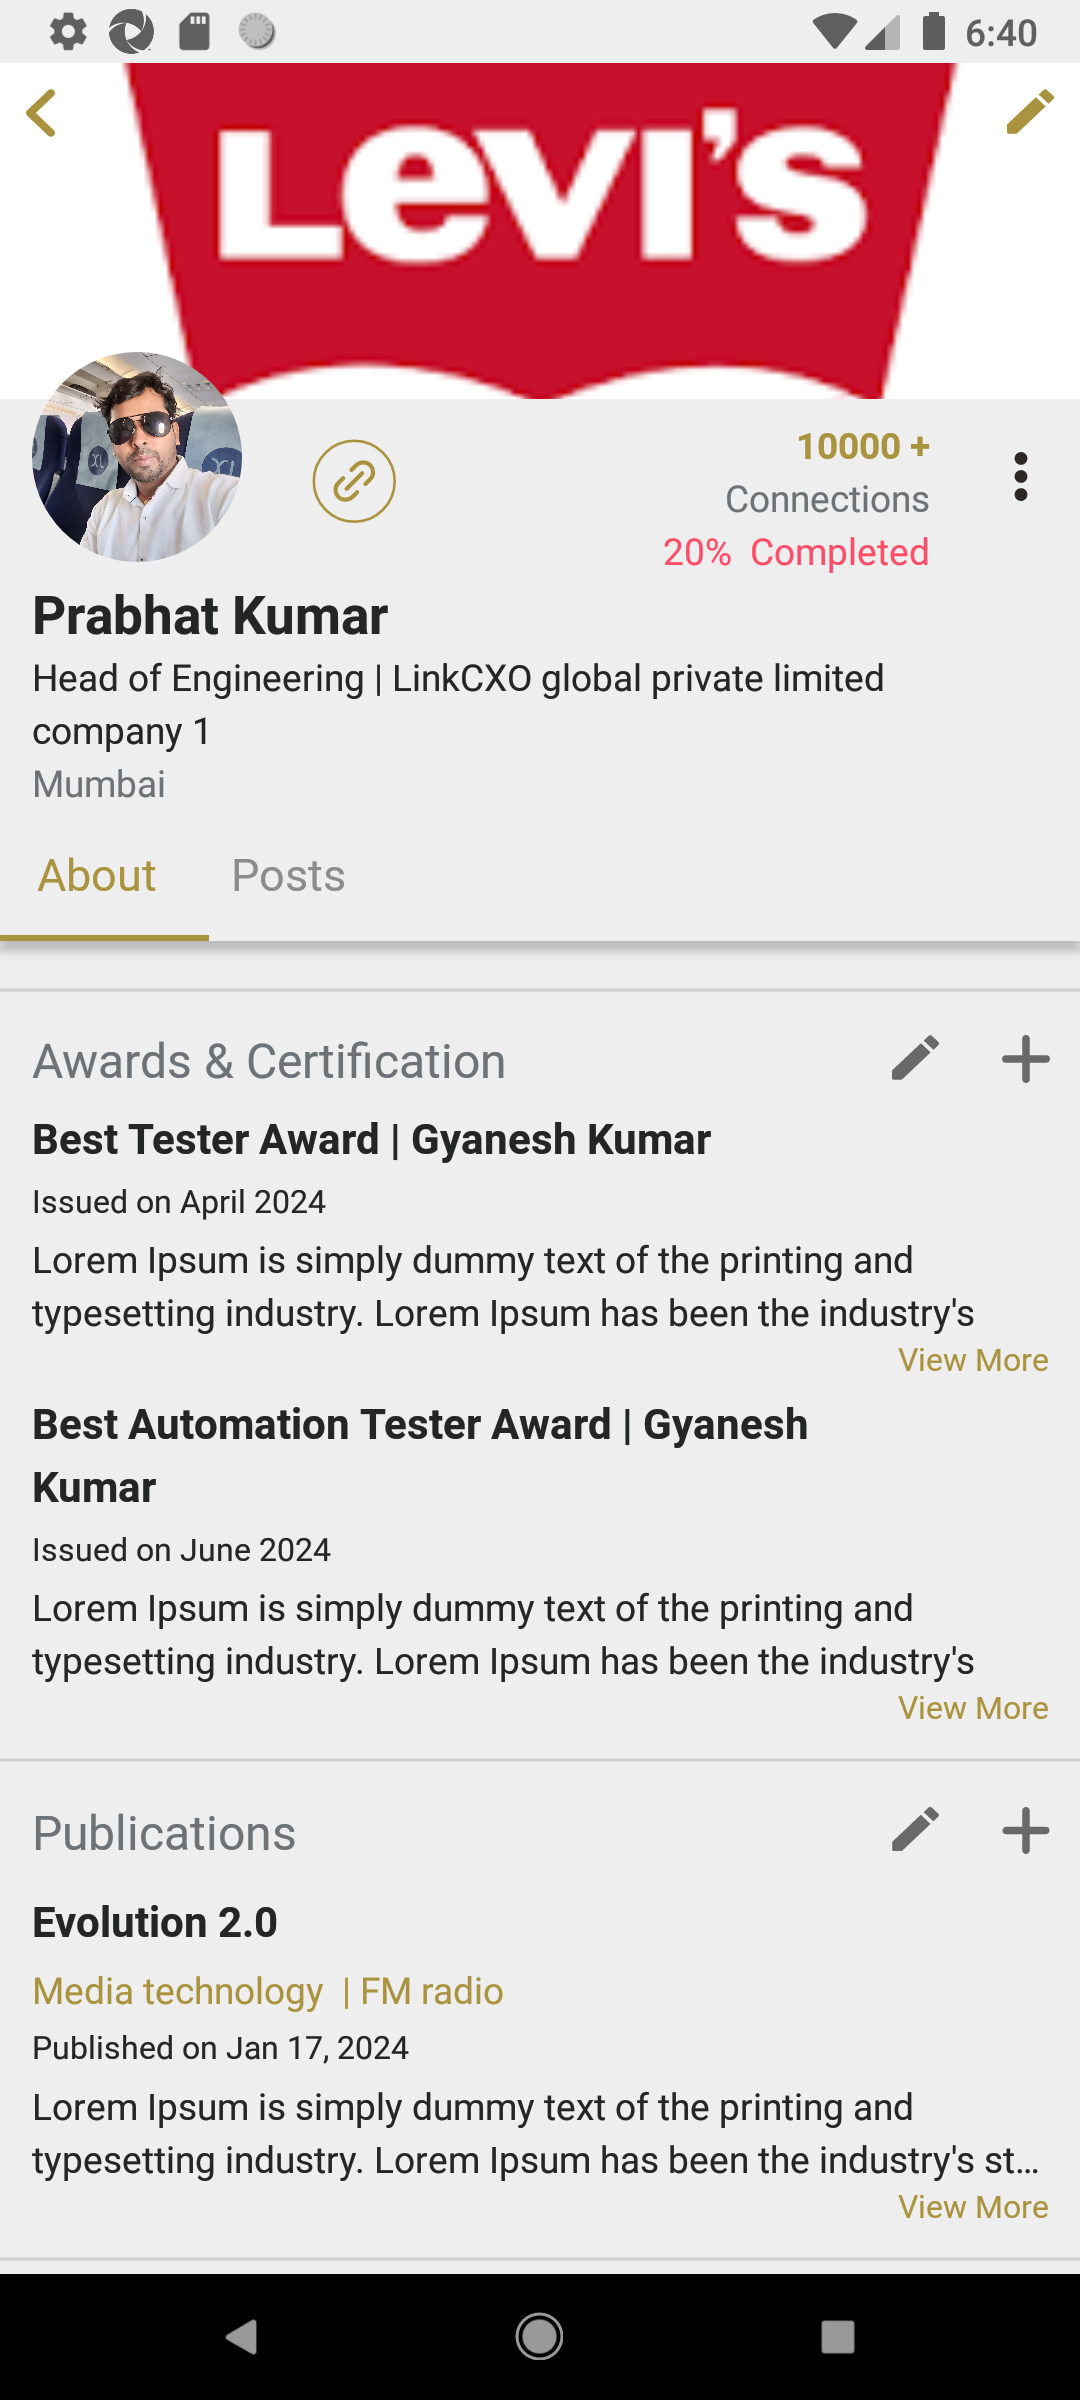 6:40
Levi's
10000 +
Connections
20% Completed
Prabhat Kumar
Head of Engineering | LinkCXO global private limited
company 1
Mumbai
About Posts
Awards & Certification
Best Tester Award | Gyanesh Kumar
Issued on April 2024
Lorem Ipsum is simply dummy text of the printing and
typesetting industry. Lorem Ipsum has been the industry's
View More
Best Automation Tester Award | Gyanesh
Kumar
Issued on June 2024
Lorem Ipsum is simply dummy text of the printing and
typesetting industry. Lorem Ipsum has been the industry's
View More
Publications
Evolution 2.0
Media technology | FM radio
Published on Jan 17, 2024
Lorem Ipsum is simply dummy text of the printing and
typesetting industry. Lorem Ipsum has been the industry's st...
View More